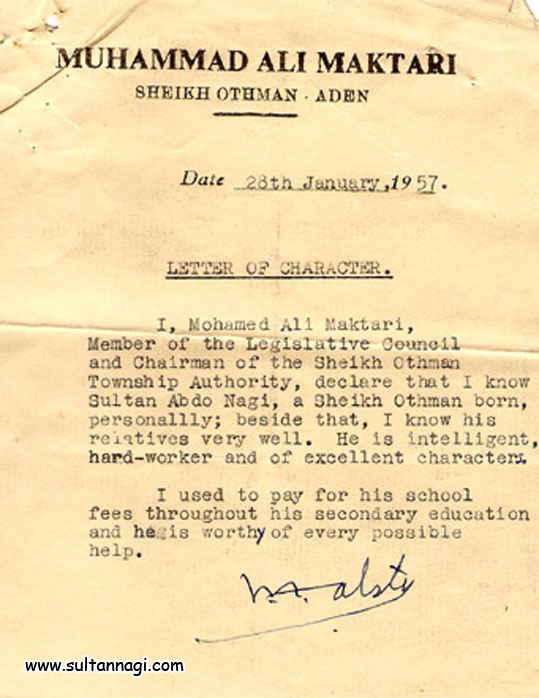 MUHAMMAD ALI MAKTARI
SHEIKH OTHMAN - ADEN
Date 28th January, 1957.
LETTER OF CHARACTER.
I, Mohamed Ali Maktari,
Member of the Legislative Council
and Chairman of the Sheikh Othman
Township Authority, declare that I know
Sultan Abdo Nagi, a Sheikh Othman born,
personallly; beside that, I know his
relatives very well. He is intelligent,
hard-worker and of excellent character.
I used to pay for his school
fees throughout his secondary education
and he is worthy of every possible
help.
www.sultannagi.com